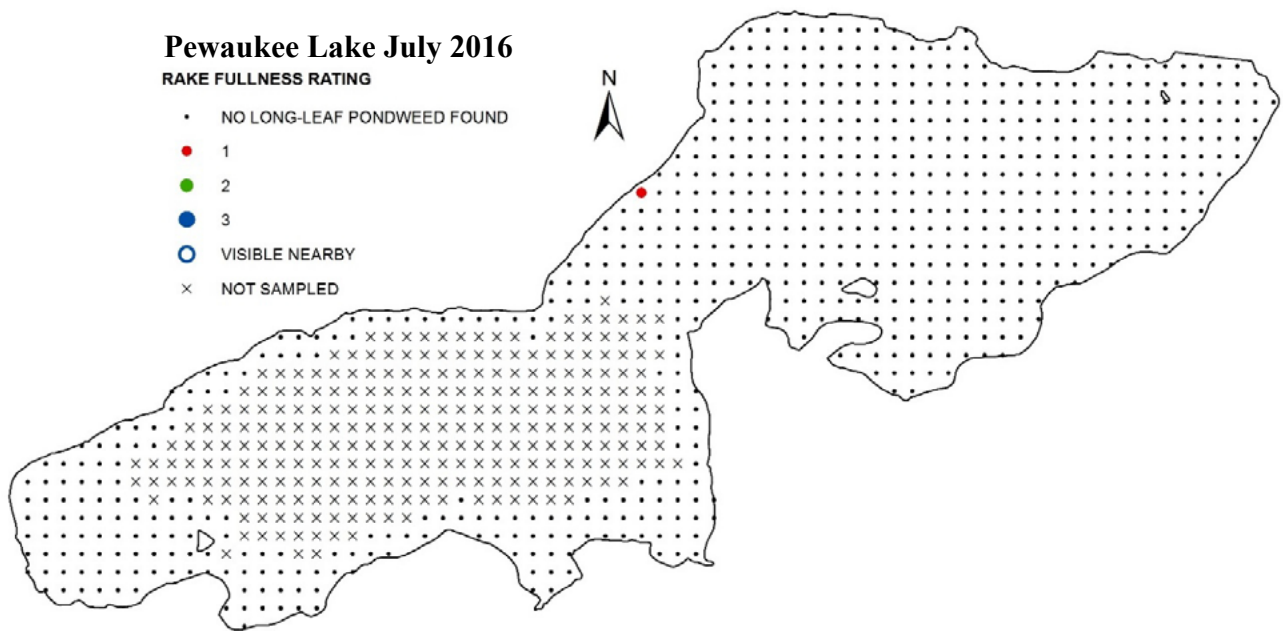 Pewaukee Lake July 2016
RAKE FULLNESS RATING
NO LONG-LEAF PONDWEED FOUND
1
2
3
VISIBLE NEARBY
NOT SAMPLED
N